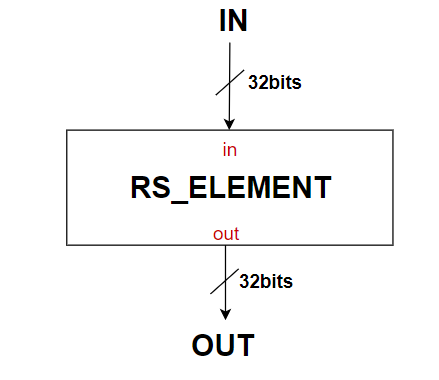 IN
32bits
in
RS_ELEMENT
out
32bits
OUT